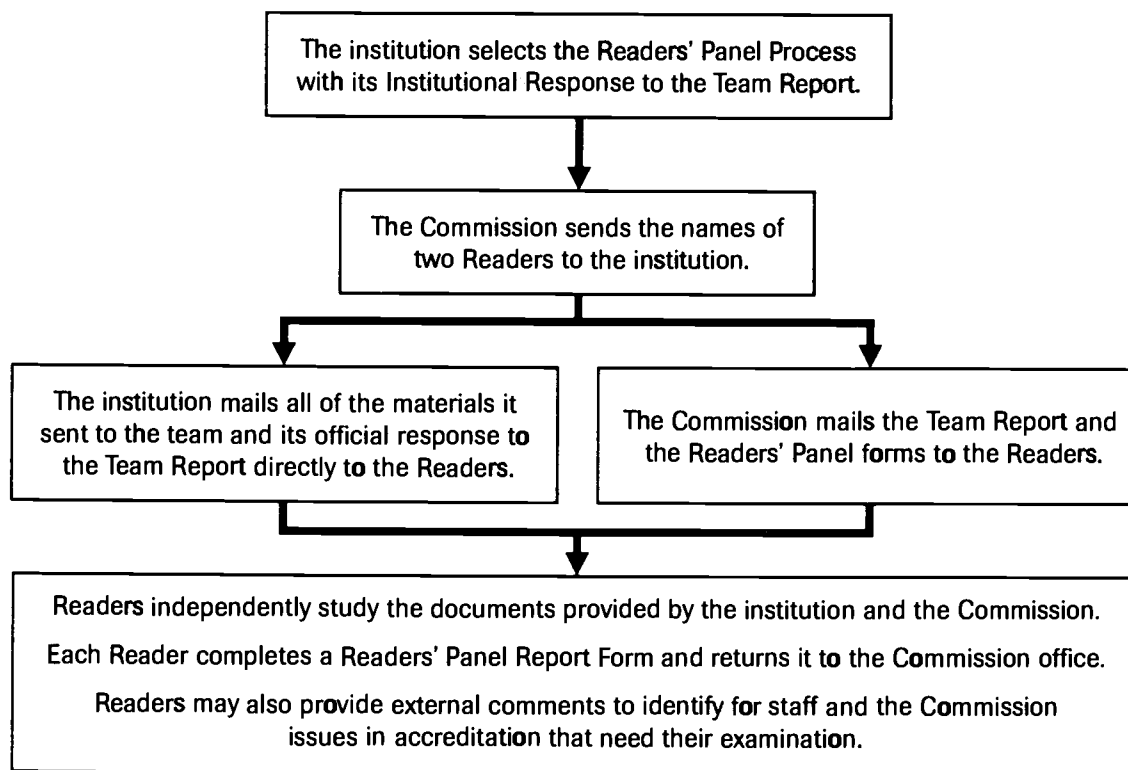 The institution selects the Readers’ Panel Process
with its Institutional Response to the Team Report.
The Commission sends the names of
two Readers to the institution.
The institution mails all of the materials it
sent to the team and its official response to
the Team Report directly to the Readers.
The Commission mails the Team Report and
the Readers’ Panel forms to the Readers.
Readers independently study the documents provided by the institution and the Commission.
Each Reader completes a Readers’ Panel Report Form and returns it to the Commission office.
Readers may also provide external comments to identify for staff and the Commission
issues in accreditation that need their examination.